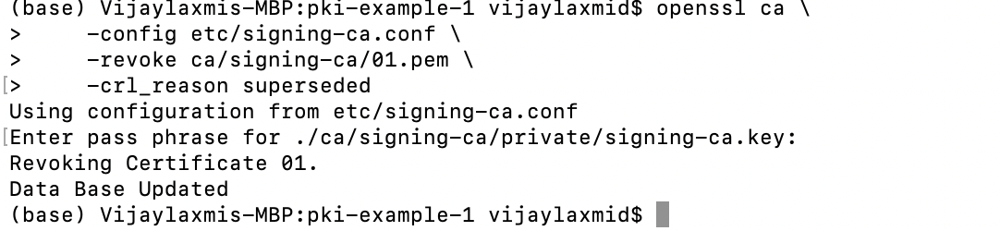 (base) Vijaylaxmis-MBP:pki-example-1 vijaylaxmid$ openssl ca \
>     -config etc/signing-ca.conf \
>     -revoke ca/signing-ca/01.pem \
[>     -crl_reason superseded
Using configuration from etc/signing-ca.conf
[Enter pass phrase for ./ca/signing-ca/private/signing-ca.key:
Revoking Certificate 01.
Data Base Updated
(base) Vijaylaxmis-MBP:pki-example-1 vijaylaxmid$